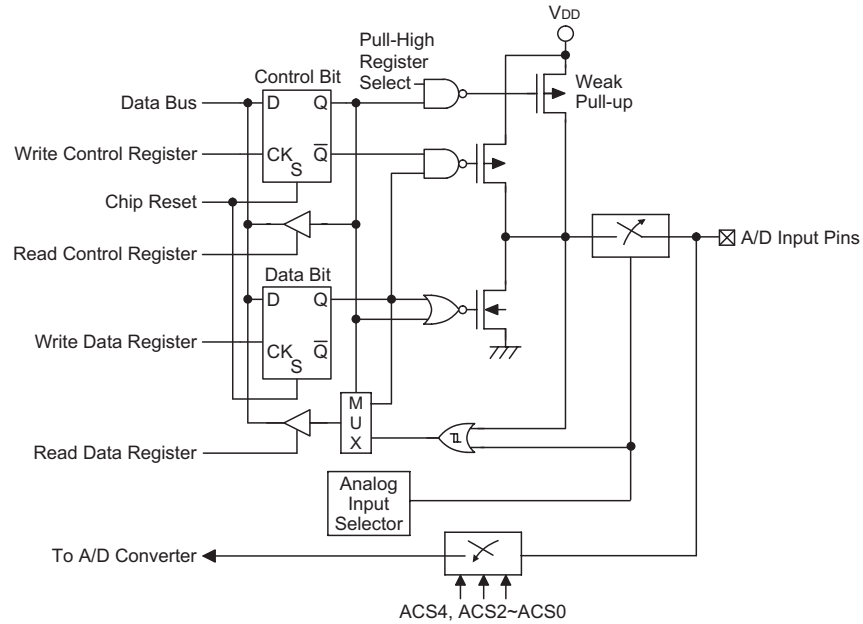 VDD
Pull-High
Register
Select
Control Bit
Weak
Pull-up
Data Bus
D
Q
Write Control Register
CK
Q
S
Chip Reset
A/D Input Pins
Read Control Register
Data Bit
D
Q
Write Data Register
CK
Q
S
M
U
X
Read Data Register
Analog
Input
Selector
To A/D Converter
ACS4, ACS2~ACS0